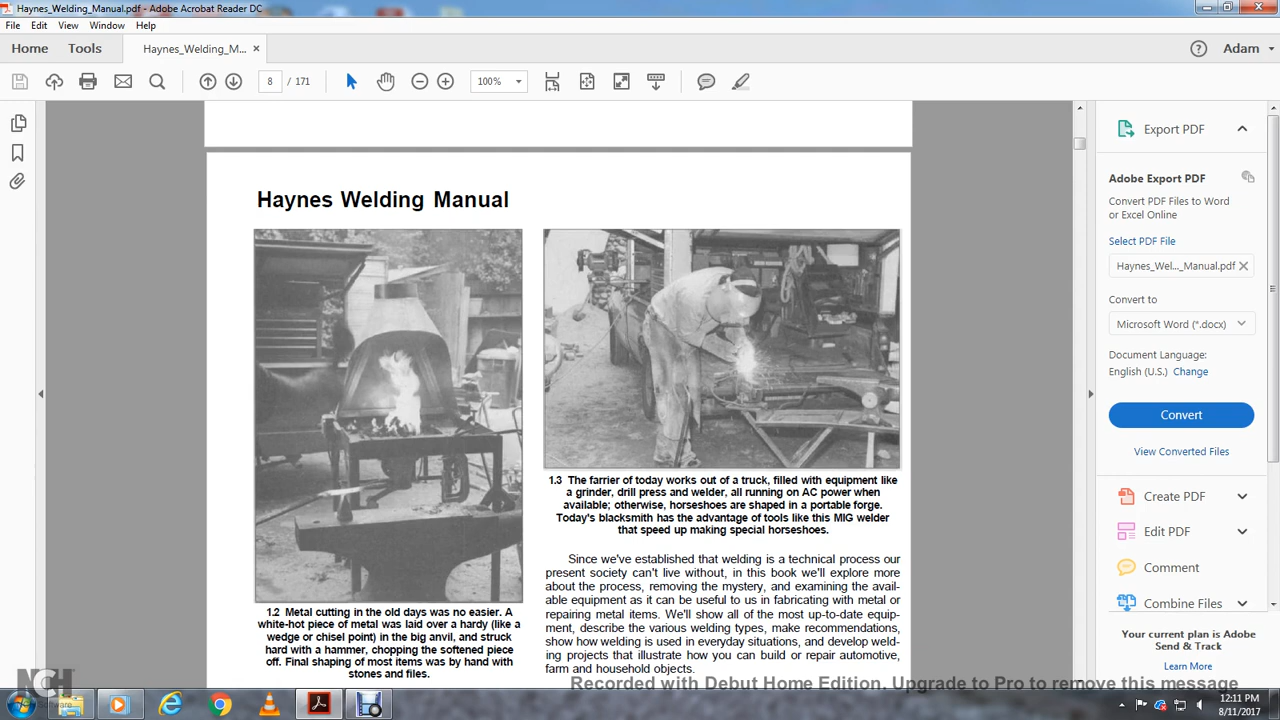 Haynes_Welding_Manual.pdf - Adobe Acrobat Reader DC
File Edit View Window Help
Home Tools Haynes_Welding_M... × Adam
8 / 171 100%
Haynes Welding Manual
1.2 Metal cutting in the old days was no easier. A
white-hot piece of metal was laid over a hardy (like a
wedge or chisel point) in the big anvil, and struck
hard with a hammer, chopping the softened piece
off. Final shaping of most items was by hand with
stones and files.
1.3 The farrier of today works out of a truck, filled with equipment like
a grinder, drill press and welder, all running on AC power when
available; otherwise, horseshoes are shaped in a portable forge.
Today's blacksmith has the advantage of tools like this MIG welder
that speed up making special horseshoes.
Since we've established that welding is a technical process our
present society can't live without, in this book we'll explore more
about the process, removing the mystery, and examining the avail-
able equipment as it can be useful to us in fabricating with metal or
repairing metal items. We'll show all of the most up-to-date equip-
ment, describe the various welding types, make recommendations,
show how welding is used in everyday situations, and develop weld-
ing projects that illustrate how you can build or repair automotive,
farm and household objects.
Export PDF
Adobe Export PDF
Convert PDF Files to Word
or Excel Online
Select PDF File
Haynes_Wel..._Manual.pdf ×
Convert to
Microsoft Word (*.docx)
Document Language:
English (U.S.) Change
Convert
View Converted Files
Create PDF
Edit PDF
Comment
Combine Files
Your current plan is Adobe
Send & Track
Learn More
NCH
Software
Recorded with Debut Home Edition. Upgrade to Pro to remove this message
12:11 PM
8/11/2017